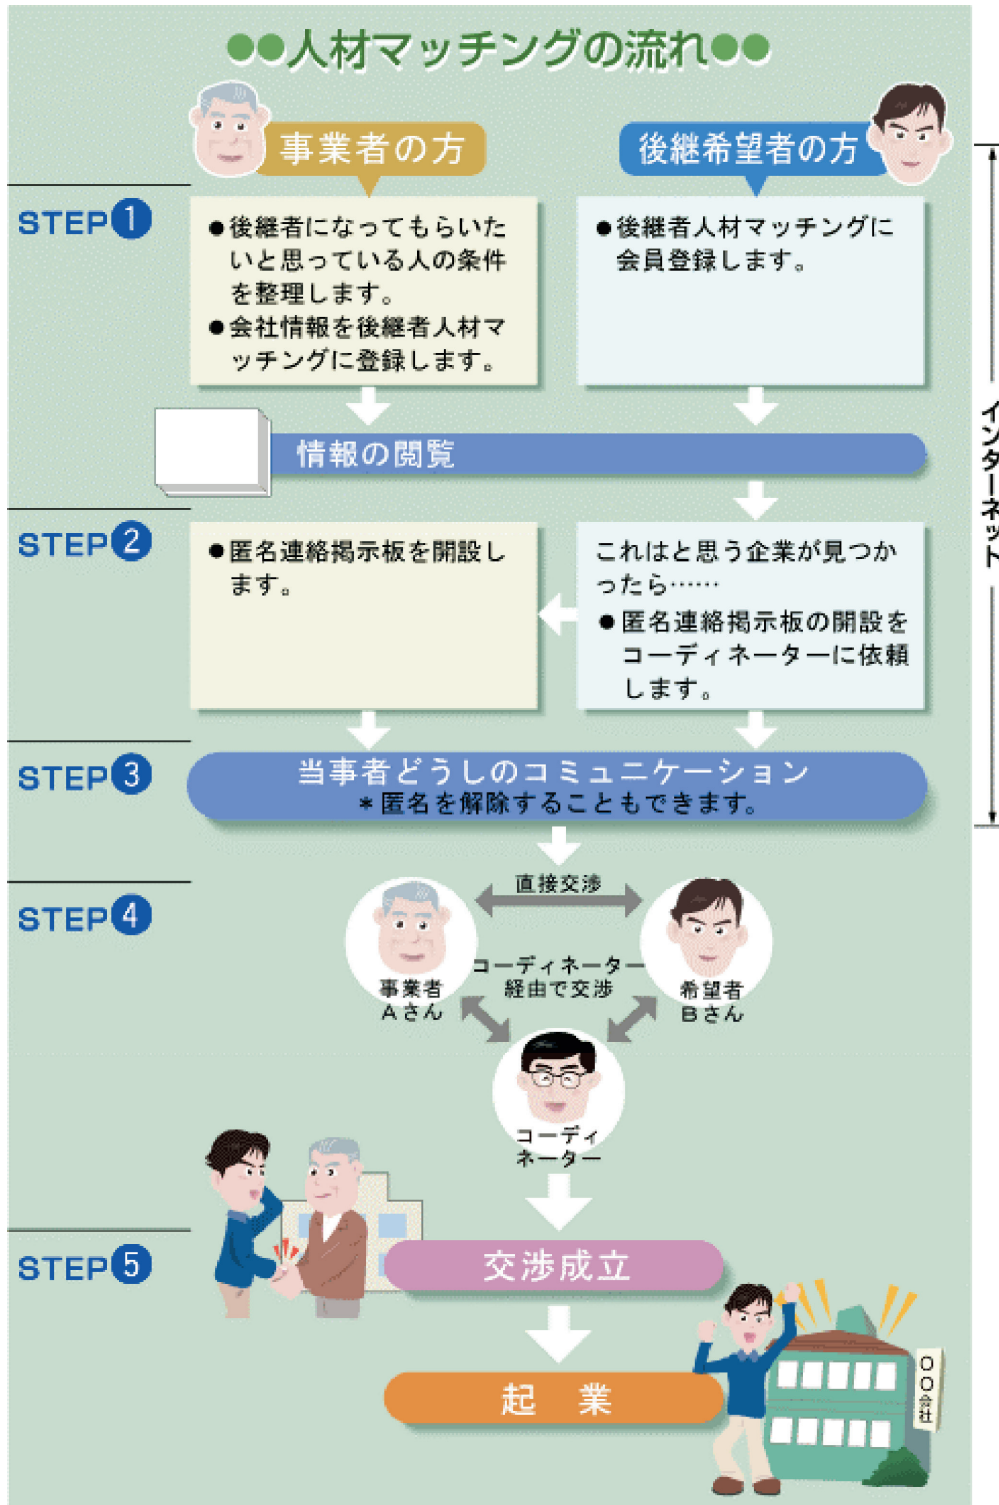 ●●人材マッチングの流れ●●
事業者の方
後継希望者の方
STEP1
●後継者になってもらいた
いと思っている人の条件
を整理します。
●会社情報を後継者人材マ
ッチングに登録します。
●後継者人材マッチングに
会員登録します。
情報の閲覧
インターネット
STEP2
●匿名連絡掲示板を開設し
ます。
これはと思う企業が見つか
ったら……
●匿名連絡掲示板の開設を
コーディネーターに依頼
します。
STEP3
当事者どうしのコミュニケーション
＊匿名を解除することもできます。
STEP4
直接交渉
事業者
Aさん
コーディネーター
経由で交渉
希望者
Bさん
コーディ
ネーター
STEP5
交渉成立
起業
○○会社